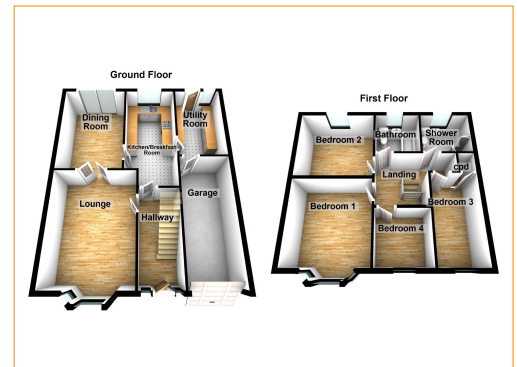 Ground Floor
Dining
Room
Kitchen/Breakfast
Room
Utility
Room
Lounge
Hallway
Garage
First Floor
Bedroom 2
Bathroom
Shower
Room
cpd
Landing
Bedroom 1
Bedroom 3
Bedroom 4